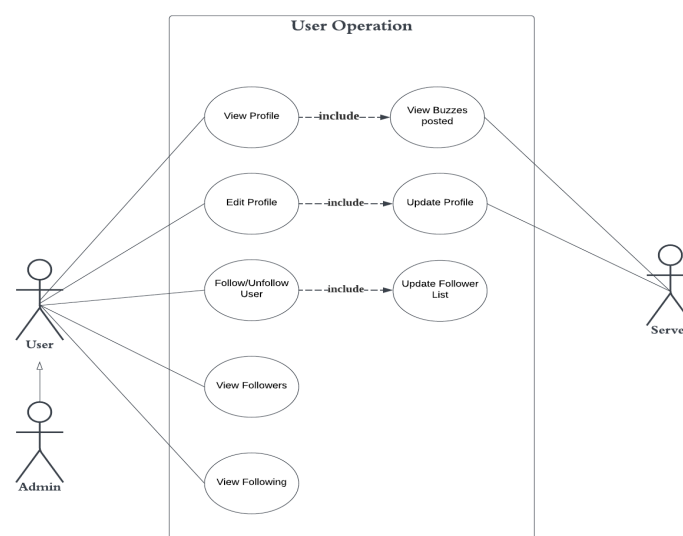 User Operation
View Profile
include
View Buzzes
posted
Edit Profile
include
Update Profile
Follow/Unfollow
User
include
Update Follower
List
User
Serve
View Followers
Admin
View Following